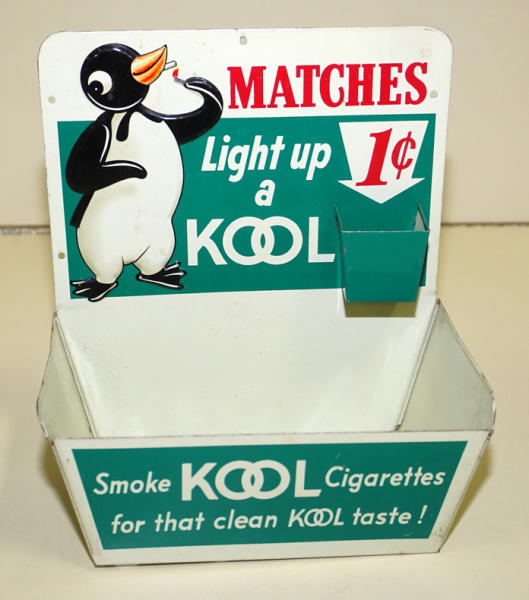 MATCHES
Light up
1¢
a
KOOL
Smoke KOOL Cigarettes
for that clean KOOL taste!